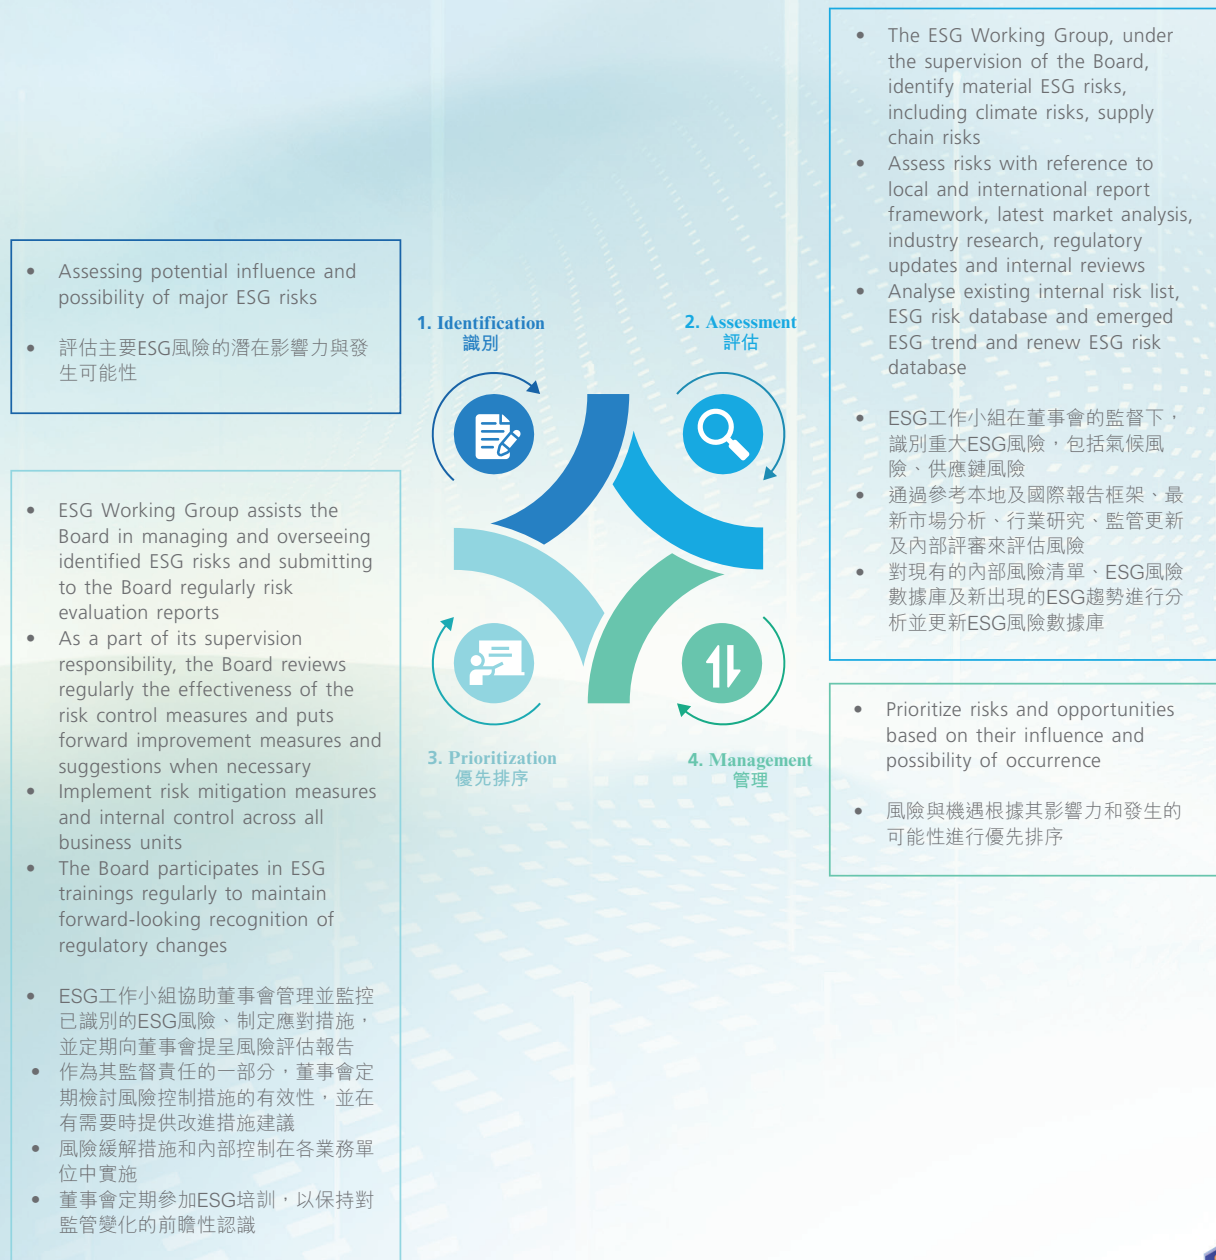 • Assessing potential influence and
possibility of major ESG risks
• 評估主要ESG風險的潛在影響力與發
生可能性
• ESG Working Group assists the
Board in managing and overseeing
identified ESG risks and submitting
to the Board regularly risk
evaluation reports
• As a part of its supervision
responsibility, the Board reviews
regularly the effectiveness of the
risk control measures and puts
forward improvement measures and
suggestions when necessary
• Implement risk mitigation measures
and internal control across all
business units
• The Board participates in ESG
trainings regularly to maintain
forward-looking recognition of
regulatory changes
• ESG工作小組協助董事會管理並監控
已識別的ESG風險、制定應對措施，
並定期向董事會提呈風險評估報告
• 作為其監督責任的一部分，董事會定
期檢討風險控制措施的有效性，並在
有需要時提供改進措施建議
• 風險緩解措施和內部控制在各業務單
位中實施
• 董事會定期參加ESG培訓，以保持對
監管變化的前瞻性認識
1. Identification
識別
2. Assessment
評估
3. Prioritization
優先排序
4. Management
管理
• The ESG Working Group, under
the supervision of the Board,
identify material ESG risks,
including climate risks, supply
chain risks
• Assess risks with reference to
local and international report
framework, latest market analysis,
industry research, regulatory
updates and internal reviews
• Analyse existing internal risk list,
ESG risk database and emerged
ESG trend and renew ESG risk
database
• ESG工作小組在董事會的監督下，
識別重大ESG風險，包括氣候風
險、供應鏈風險
• 通過參考本地及國際報告框架、最
新市場分析、行業研究、監管更新
及內部評審來評估風險
• 對現有的內部風險清單、ESG風險
數據庫及新出現的ESG趨勢進行分
析並更新ESG風險數據庫
• Prioritize risks and opportunities
based on their influence and
possibility of occurrence
• 風險與機遇根據其影響力和發生的
可能性進行優先排序